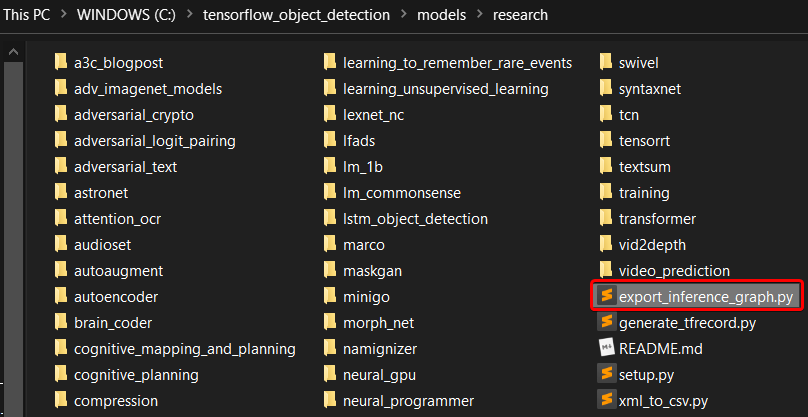 This PC > WINDOWS (C:) > tensorflow_object_detection > models > research
a3c_blogpost
adv_imagenet_models
adversarial_crypto
adversarial_logit_pairing
adversarial_text
astronet
attention_ocr
audioset
autoaugment
autoencoder
brain_coder
cognitive_mapping_and_planning
cognitive_planning
compression
learning_to_remember_rare_events
learning_unsupervised_learning
lexnet_nc
lfads
lm_1b
lm_commonsense
lstm_object_detection
marco
maskgan
minigo
morph_net
namignizer
neural_gpu
neural_programmer
swivel
syntaxnet
tcn
tensorrt
textsum
training
transformer
vid2depth
video_prediction
export_inference_graph.py
generate_tfrecord.py
README.md
setup.py
xml_to_csv.py